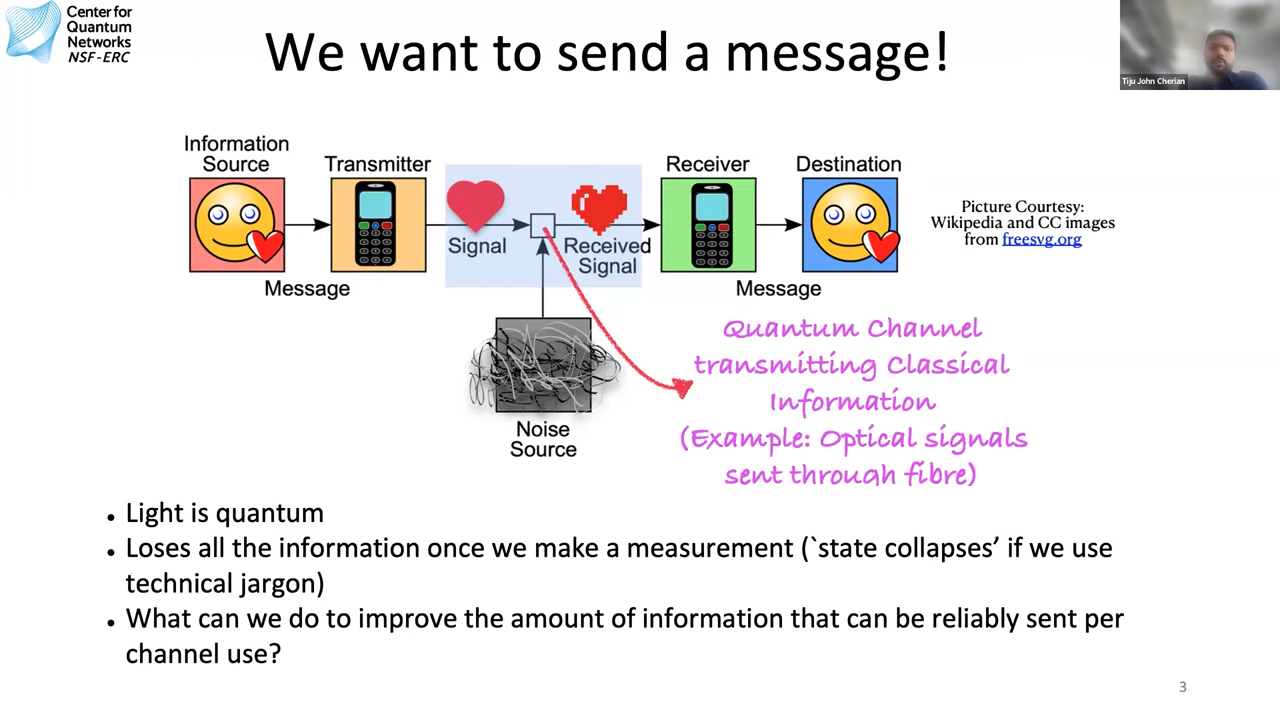 Center for
Quantum
Networks
NSF-ERC
We want to send a message!
Tiju John Cherian
Information
Source
Transmitter
Receiver
Destination
Signal
Received
Signal
Message
Message
Noise
Source
Picture Courtesy:
Wikipedia and CC images
from freesvg.org
Quantum Channel
transmitting Classical
Information
(Example: Optical signals
sent through fibre)
• Light is quantum
• Loses all the information once we make a measurement (`state collapses’ if we use
technical jargon)
• What can we do to improve the amount of information that can be reliably sent per
channel use?
3